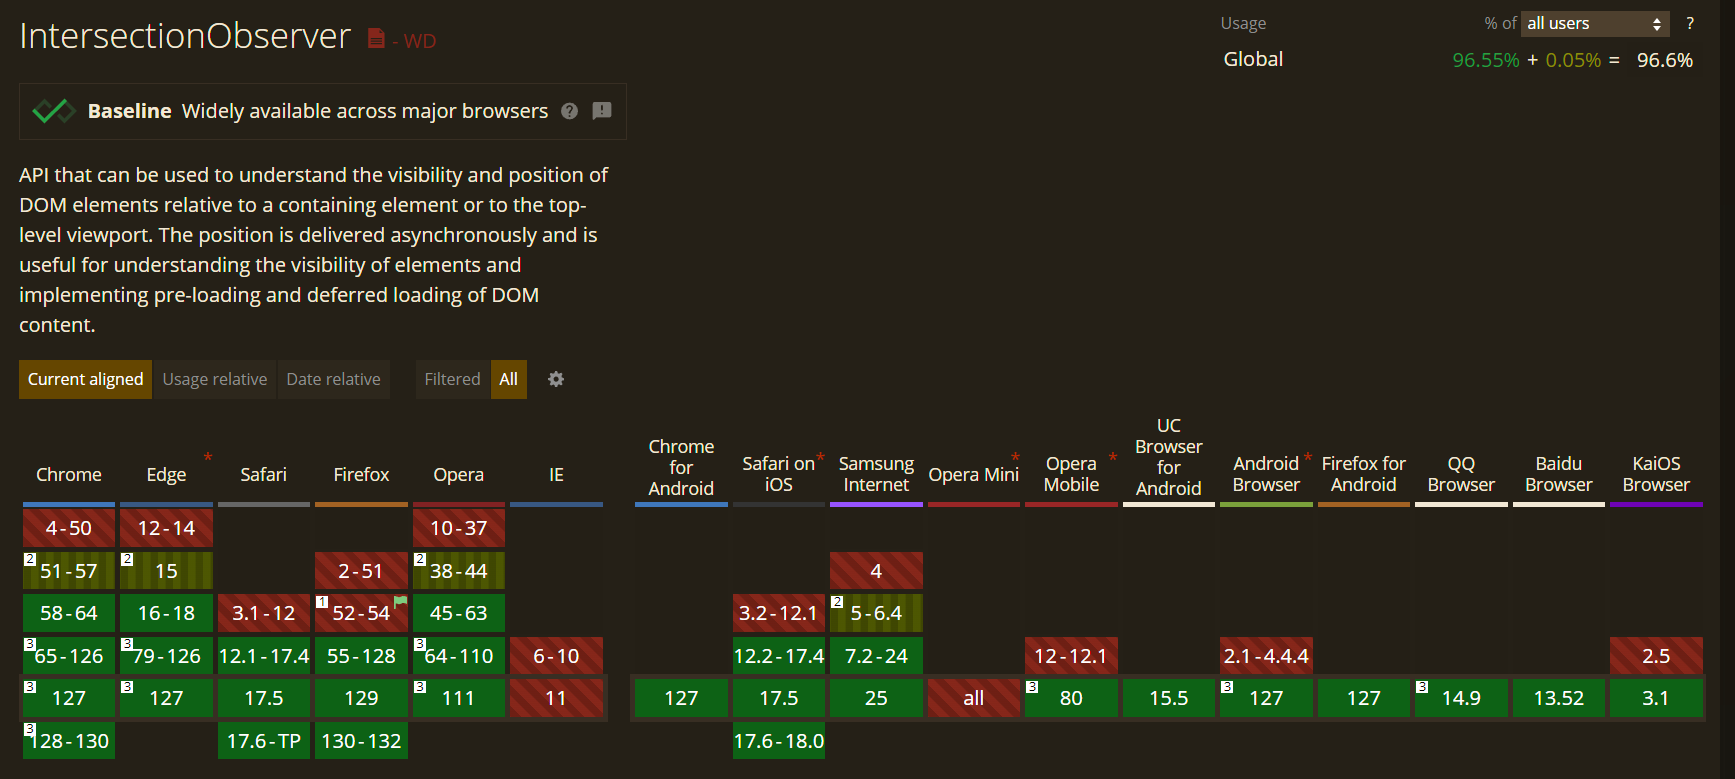 IntersectionObserver - WD
Usage % of all users ?
Global 96.55% + 0.05% = 96.6%
Baseline Widely available across major browsers ? !
API that can be used to understand the visibility and position of
DOM elements relative to a containing element or to the top-
level viewport. The position is delivered asynchronously and is
useful for understanding the visibility of elements and
implementing pre-loading and deferred loading of DOM
content.
Current aligned Usage relative Date relative Filtered All
Chrome
Edge *
Safari
Firefox
Opera
IE
Chrome
for
Android
Safari on *
iOS
Samsung
Internet
Opera Mini *
Opera *
Mobile
UC
Browser
for
Android
Android *
Browser
Firefox for
Android
QQ
Browser
Baidu
Browser
KaiOS
Browser
4-50 12-14 10-37
2 51-57 2 15 2-51 2 38-44 4
58-64 16-18 3.1-12 1 52-54 45-63 3.2-12.1 2 5-6.4
3 65-126 3 79-126 12.1-17.4 55-128 3 64-110 6-10 12.2-17.4 7.2-24 12-12.1 2.1-4.4.4 2.5
3 127 3 127 17.5 129 3 111 11 127 17.5 25 all 3 80 15.5 3 127 127 3 14.9 13.52 3.1
3 128-130 17.6-TP 130-132 17.6-18.0